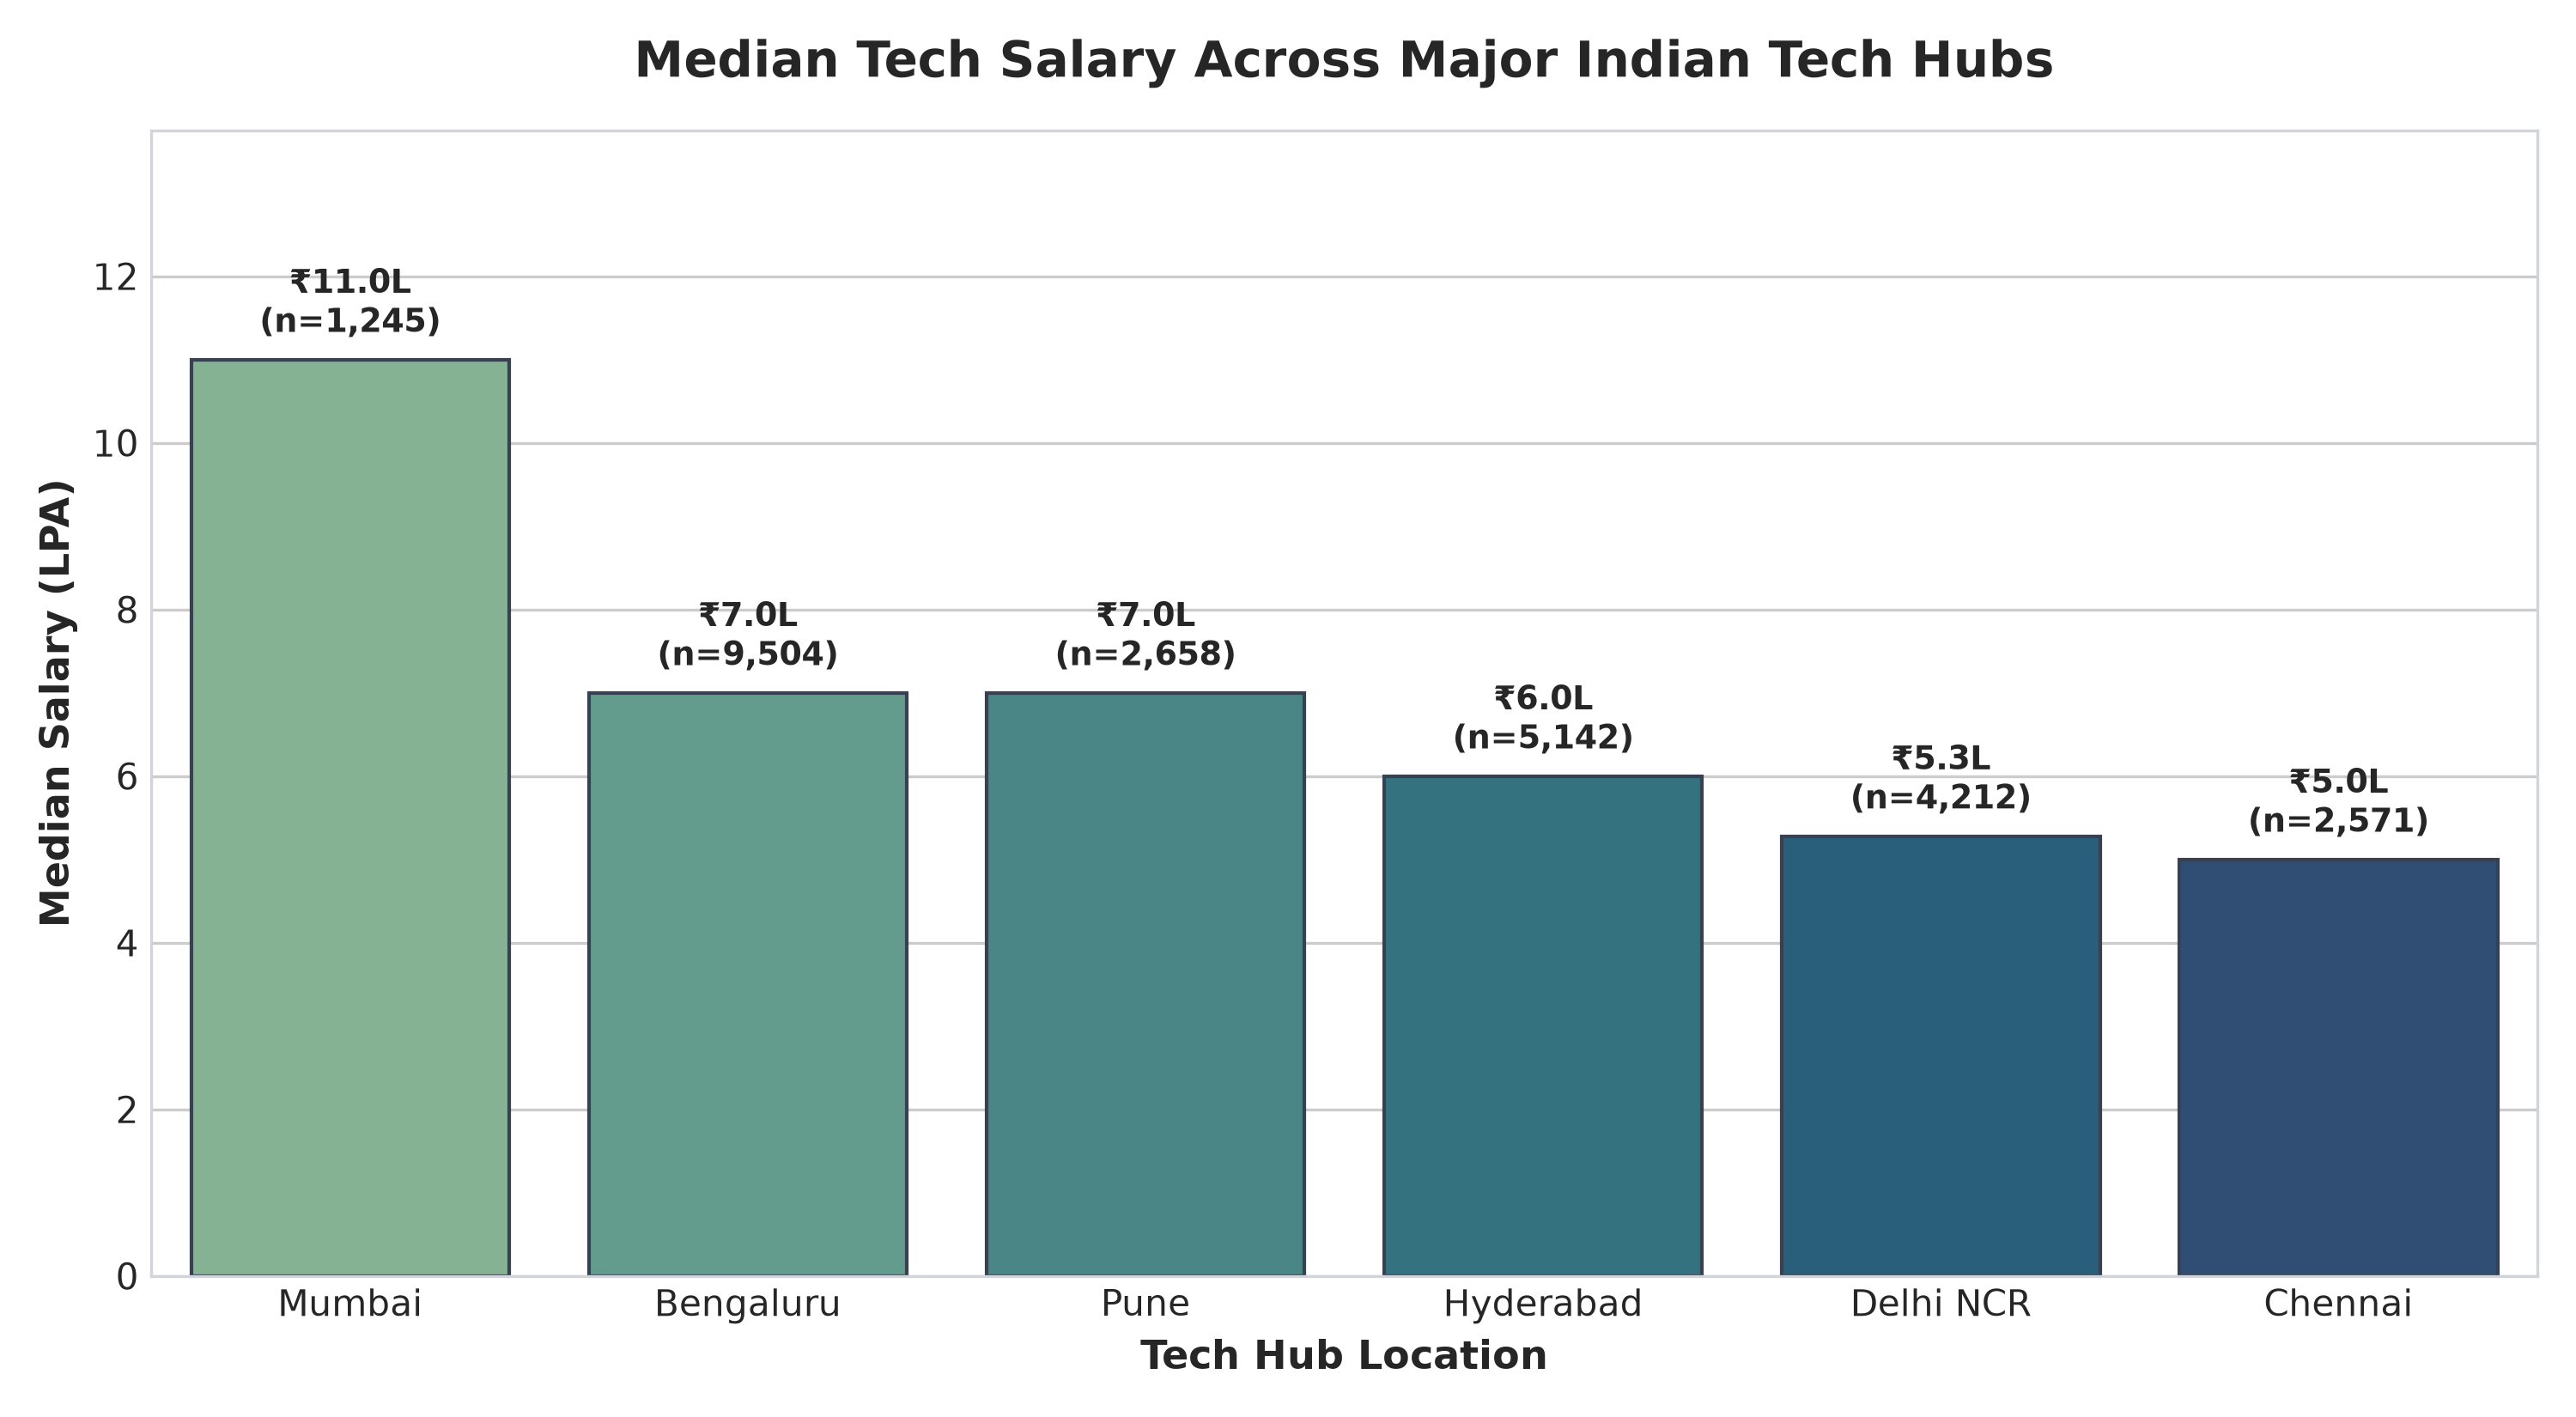 Median Tech Salary Across Major Indian Tech Hubs
Median Salary (LPA)
12
10
8
6
4
2
0
₹11.0L
(n=1,245)
₹7.0L
(n=9,504)
₹7.0L
(n=2,658)
₹6.0L
(n=5,142)
₹5.3L
(n=4,212)
₹5.0L
(n=2,571)
Mumbai
Bengaluru
Pune
Hyderabad
Delhi NCR
Chennai
Tech Hub Location